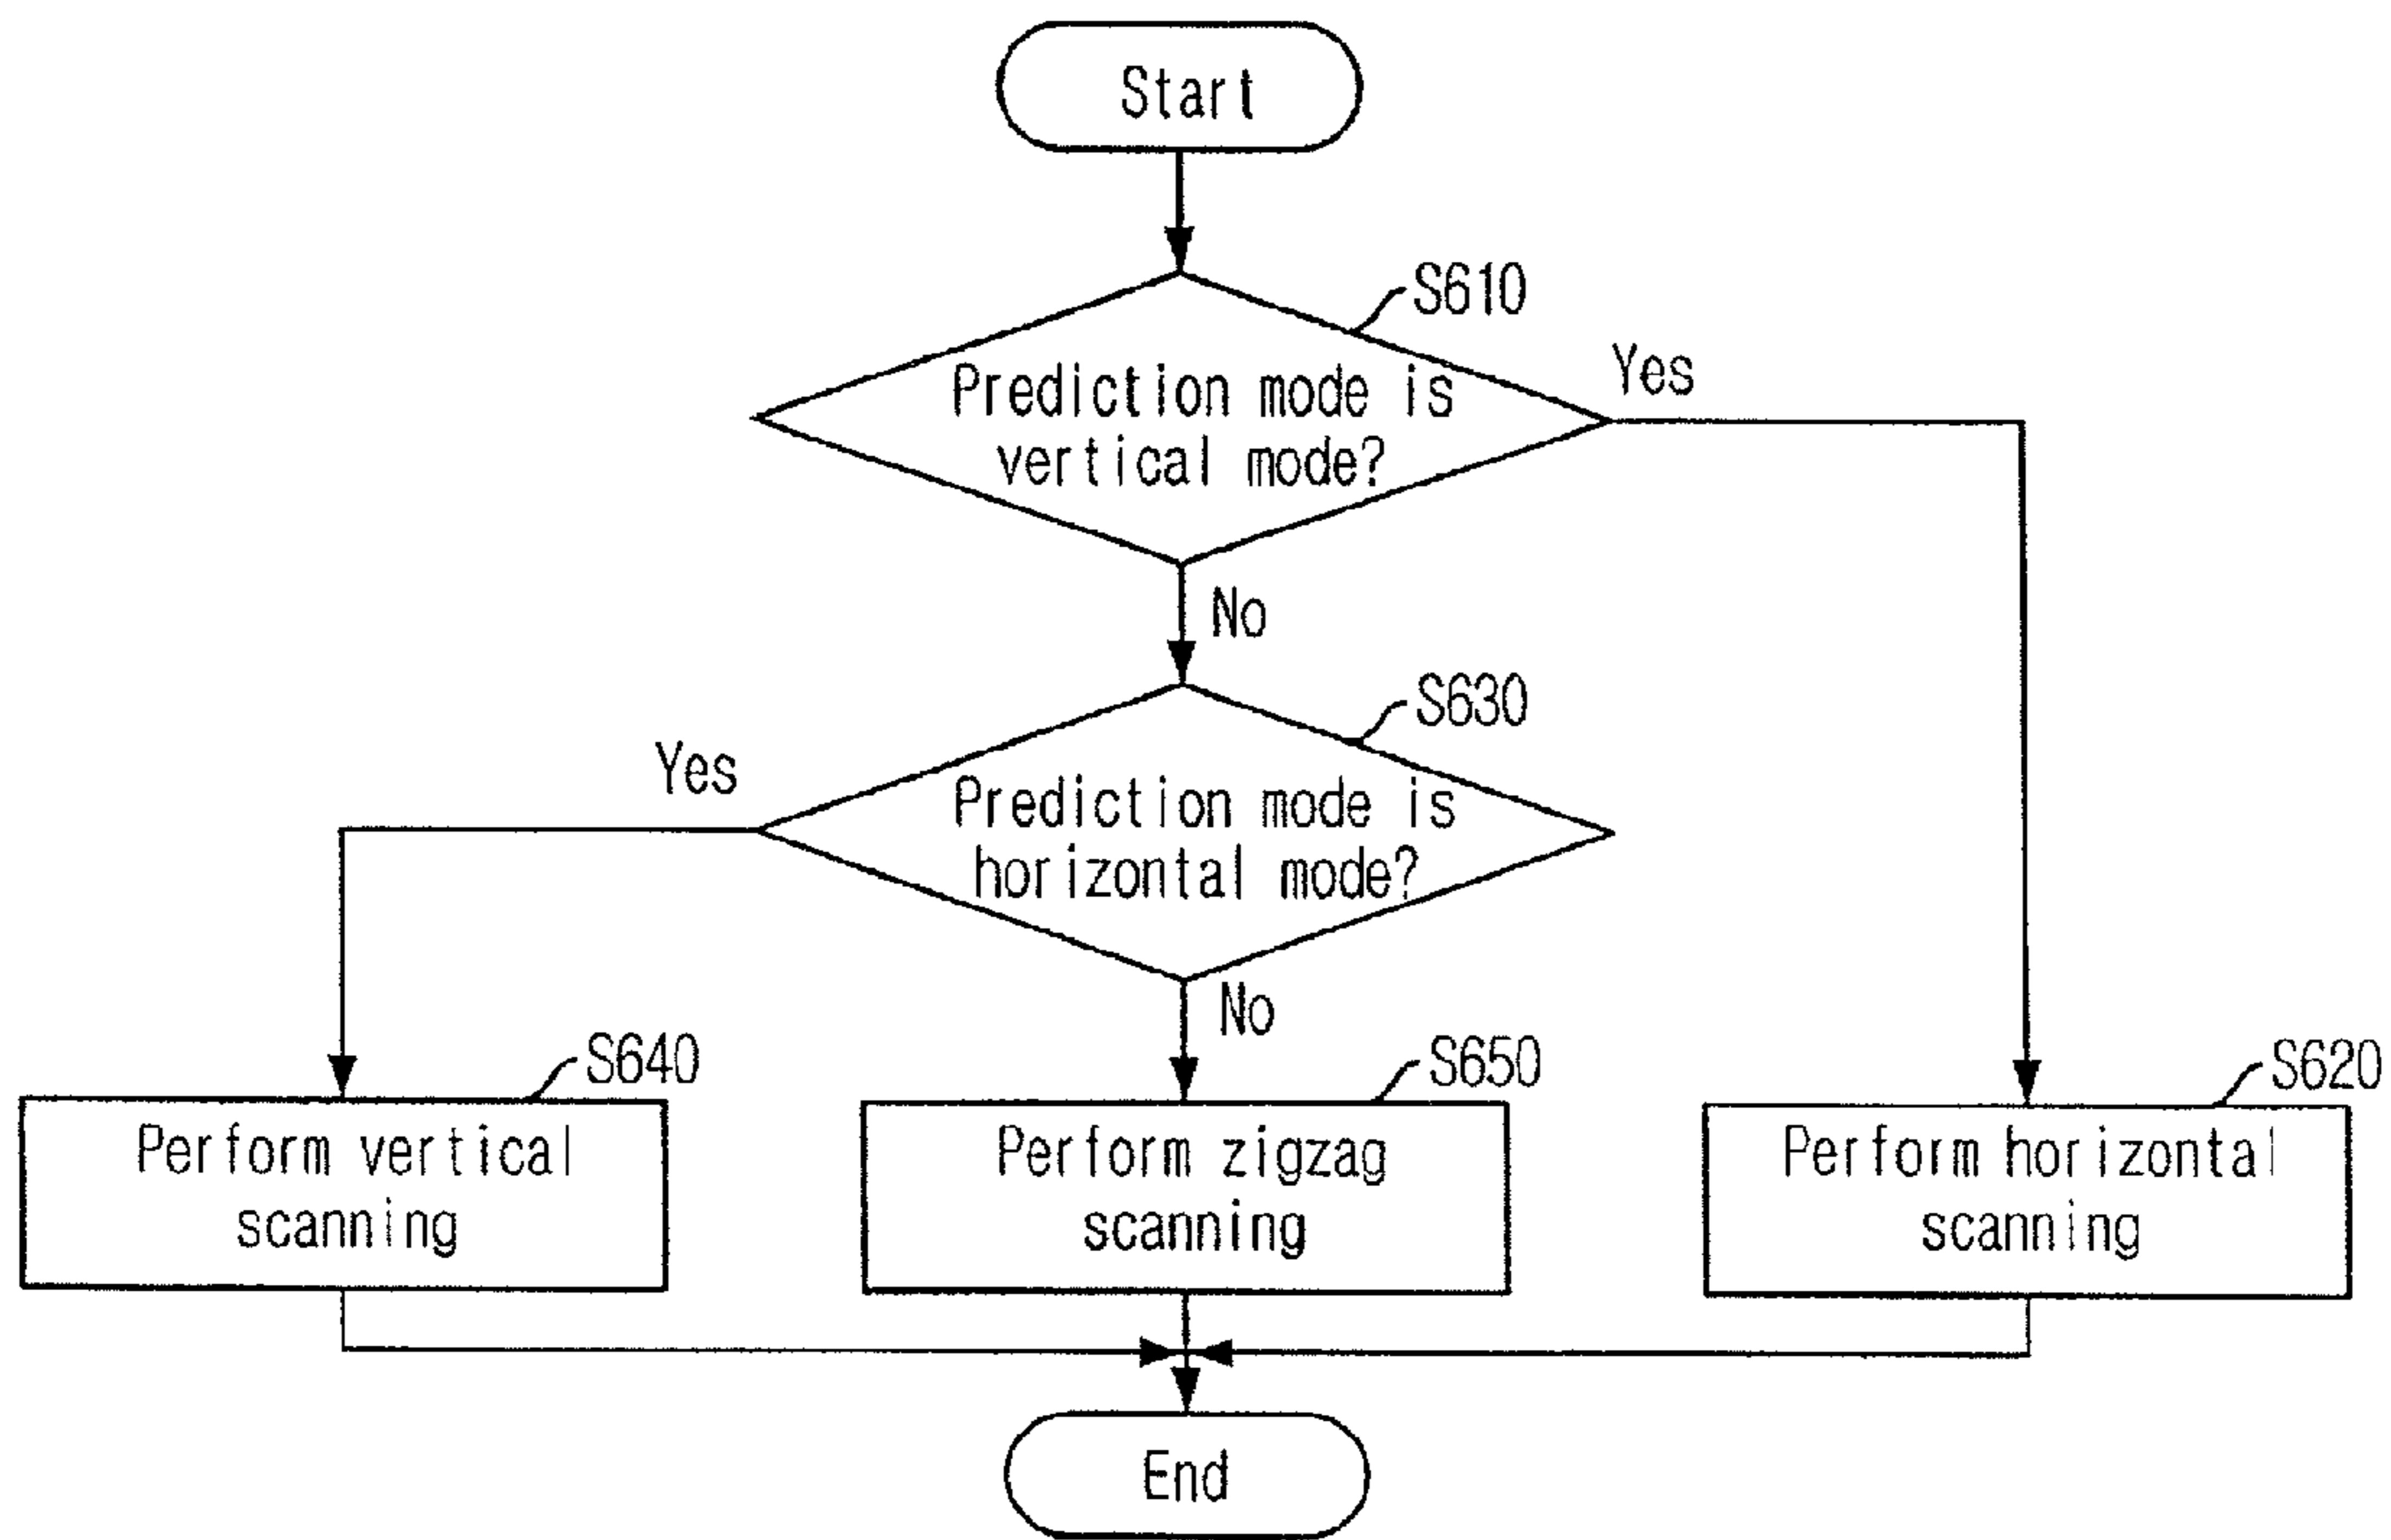 Start
S610
Prediction mode is
vertical mode?
Yes
No
S630
Prediction mode is
horizontal mode?
Yes
No
S640
Perform vertical
scanning
S650
Perform zigzag
scanning
S620
Perform horizontal
scanning
End